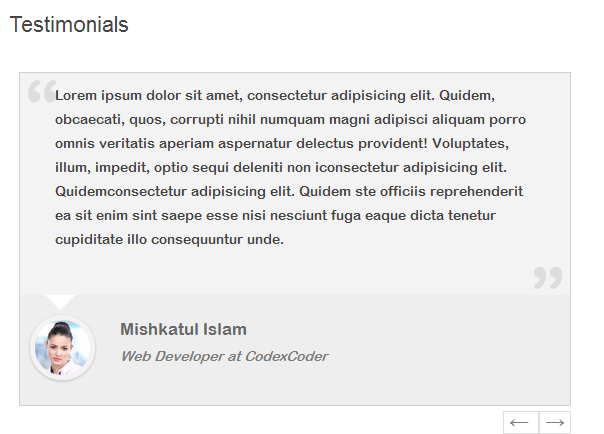 Testimonials
“Lorem ipsum dolor sit amet, consectetur adipisicing elit. Quidem,
obcaecati, quos, corrupti nihil numquam magni adipisci aliquam porro
omnis veritatis aperiam aspernatur delectus provident! Voluptates,
illum, impedit, optio sequi deleniti non iconsectetur adipisicing elit.
Quidemconsectetur adipisicing elit. Quidem ste officiis reprehenderit
ea sit enim sint saepe esse nisi nesciunt fuga eaque dicta tenetur
cupiditate illo consequuntur unde.
”
Mishkatul Islam
Web Developer at CodexCoder
← →